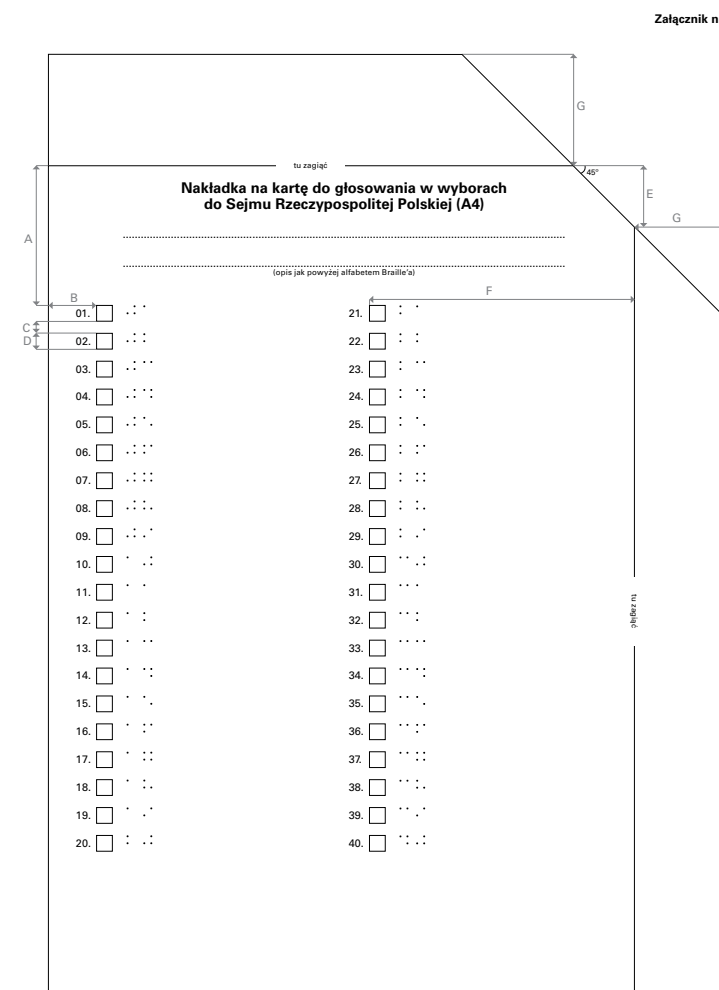 Załącznik n
G
tu zagiąć
45°
E
G
Nakładka na kartę do głosowania w wyborach
do Sejmu Rzeczypospolitej Polskiej (A4)
A
(opis jak powyżej alfabetem Braille’a)
F
B
C
D
01.
02.
03.
04.
05.
06.
07.
08.
09.
10.
11.
12.
13.
14.
15.
16.
17.
18.
19.
20.
21.
22.
23.
24.
25.
26.
27.
28.
29.
30.
31.
32.
33.
34.
35.
36.
37.
38.
39.
40.
tu zagiąć